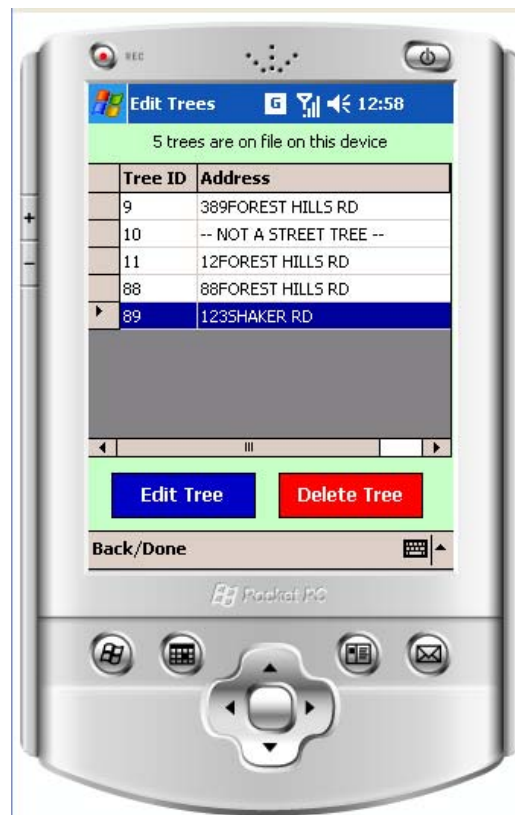 REC
Edit Trees G 12:58
5 trees are on file on this device
Tree ID Address
9 389FOREST HILLS RD
10 -- NOT A STREET TREE --
11 12FOREST HILLS RD
88 88FOREST HILLS RD
89 123SHAKER RD
Edit Tree Delete Tree
Back/Done
Pocket PC